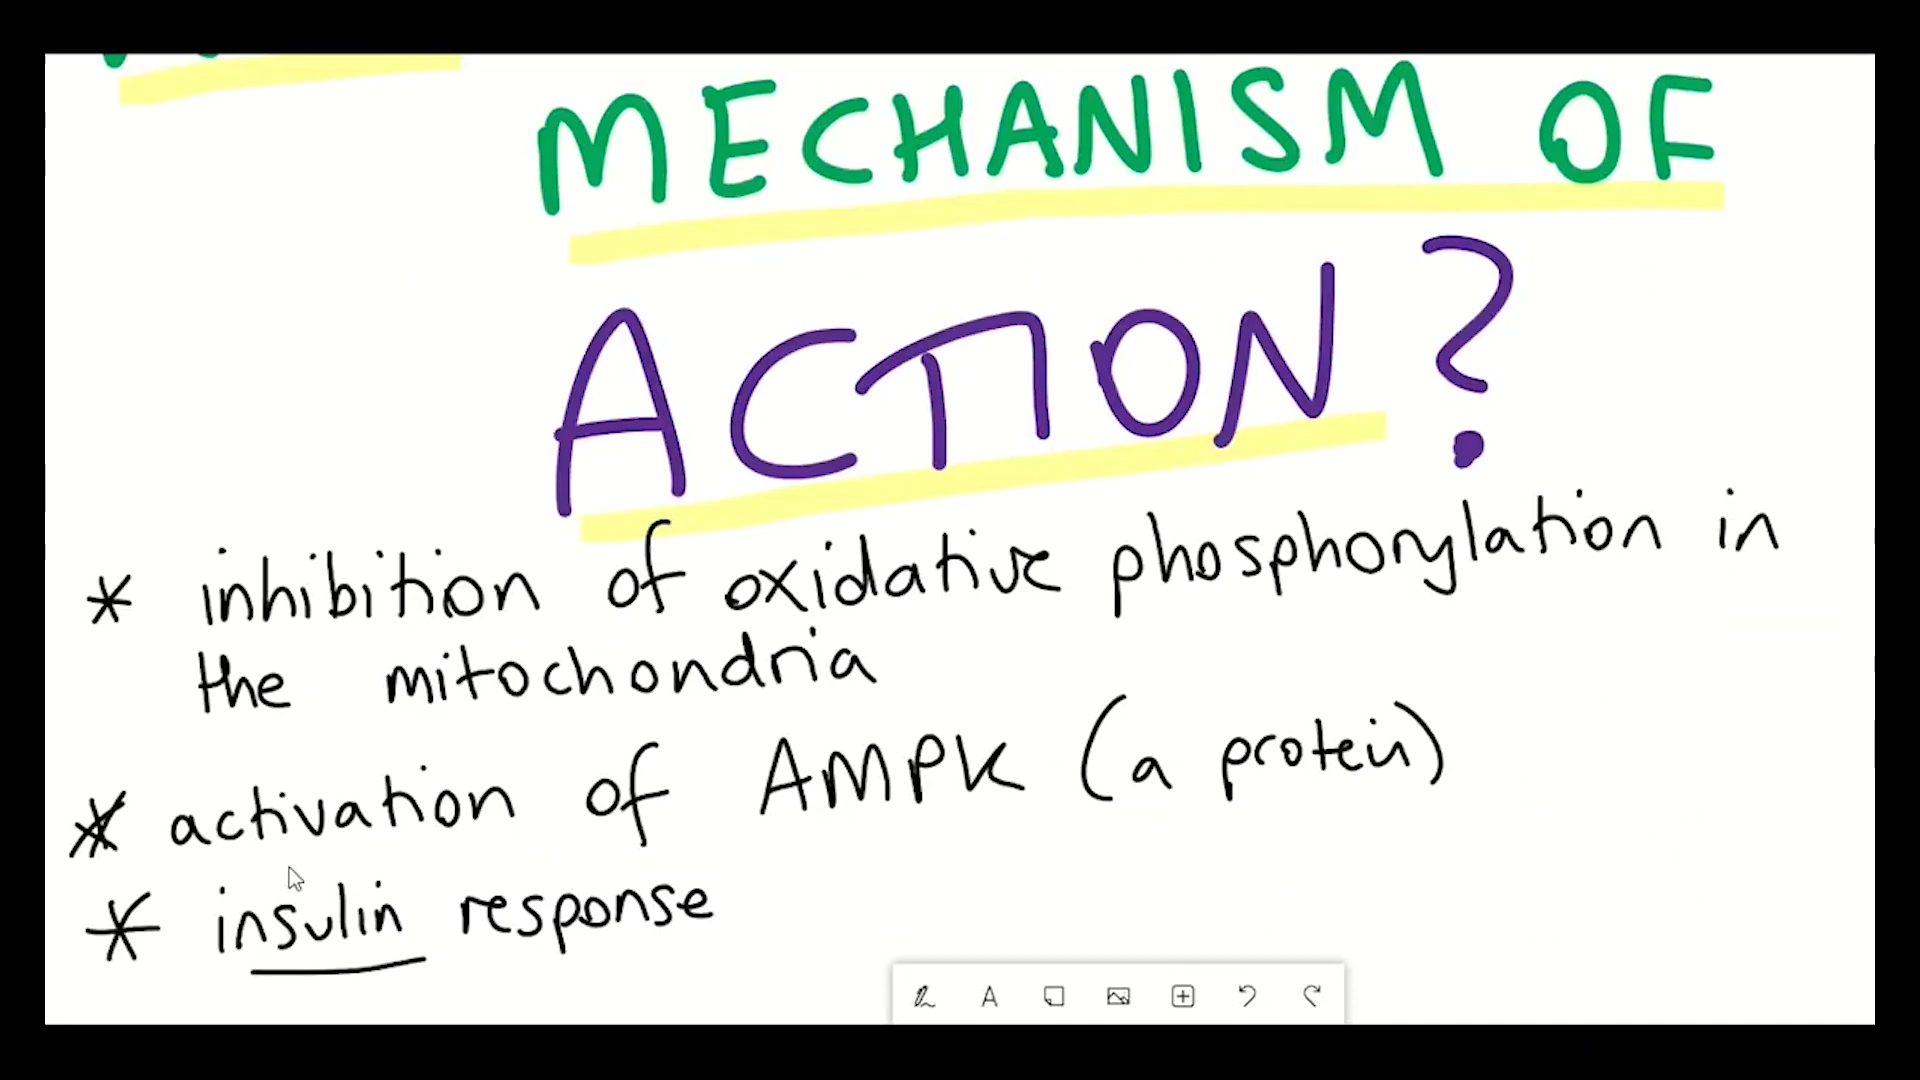 MECHANISM OF
ACTION?
* inhibition of oxidative phosphorylation in
the mitochondria
* activation of AMPK (a protein)
* insulin response
A